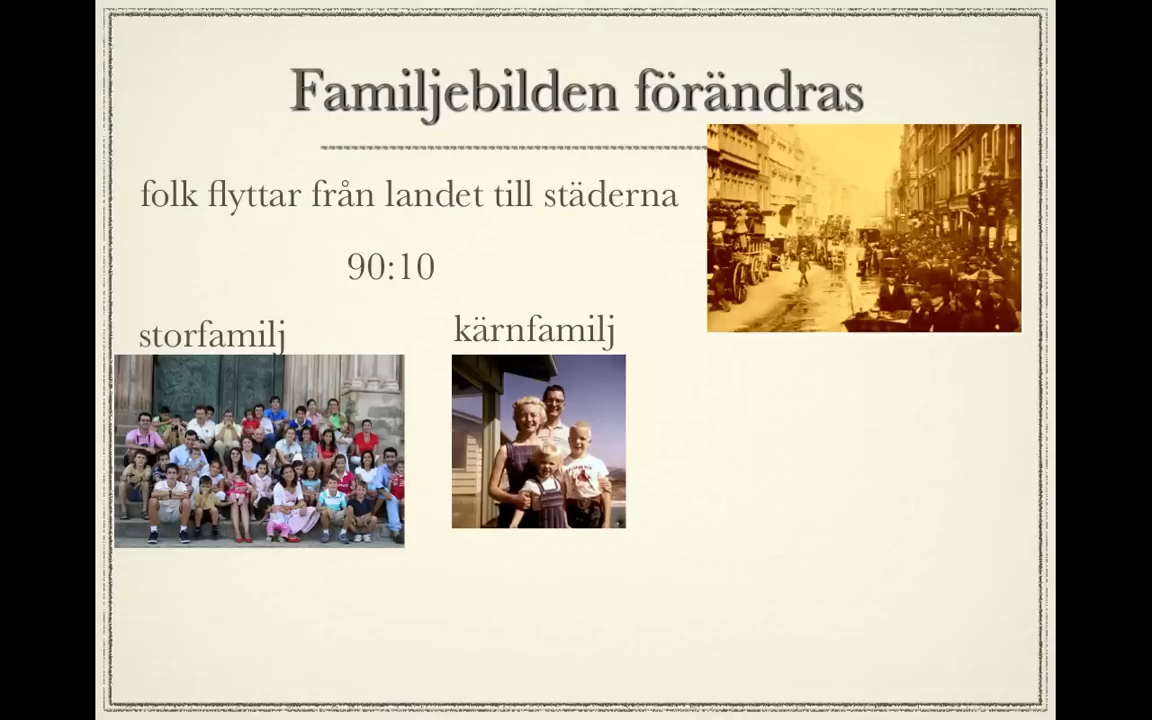 Familjebilden förändras
folk flyttar från landet till städerna
90:10
storfamilj
kärnfamilj